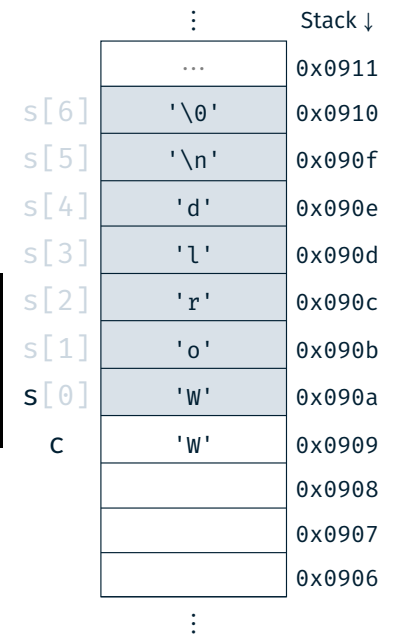 ⋮ Stack ↓
... 0x0911
s[6] '\0' 0x0910
s[5] '\n' 0x090f
s[4] 'd' 0x090e
s[3] 'l' 0x090d
s[2] 'r' 0x090c
s[1] 'o' 0x090b
s[0] 'W' 0x090a
c 'W' 0x0909
0x0908
0x0907
0x0906
⋮